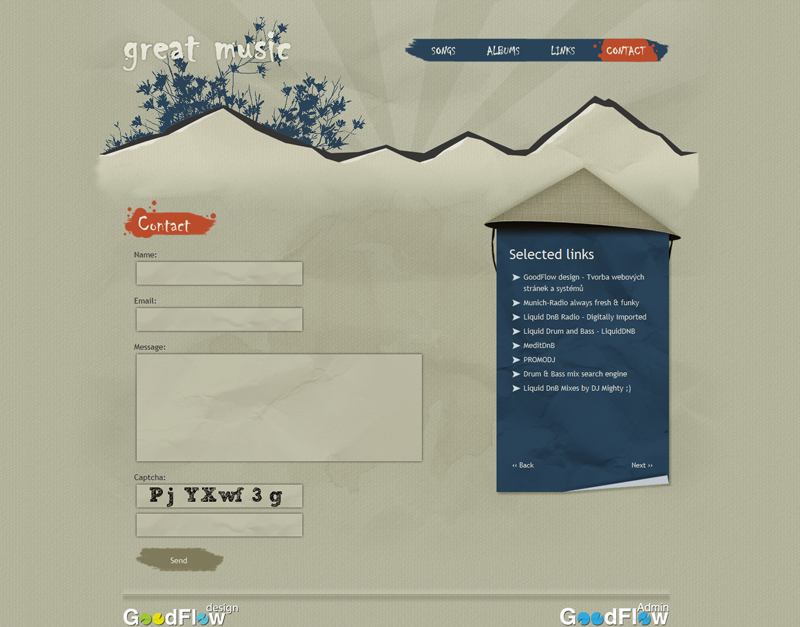 great music
SONGS ALBUMS LINKS CONTACT
Contact
Name:
Email:
Message:
Captcha:
Pj YXwf 3 g
Send
Selected links
GoodFlow design - Tvorba webových
stránek a systémů
Munich-Radio always fresh & funky
Liquid DnB Radio - Digitally Imported
Liquid Drum and Bass - LiquidDNB
MeditDnB
PROMODJ
Drum & Bass mix search engine
Liquid DnB Mixes by DJ Mighty ;)
‹‹ Back Next ››
GoodFlow design
GoodFlow Admin